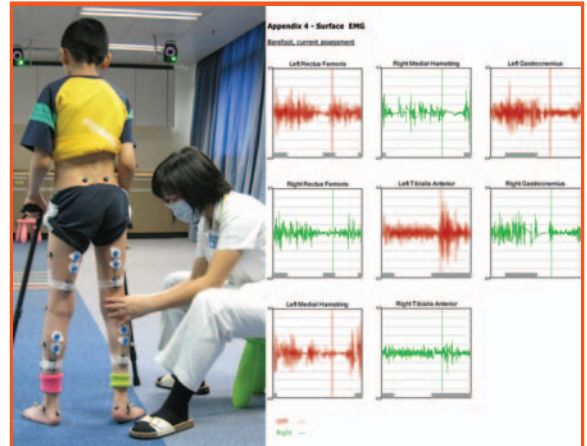 Appendix 4 - Surface EMG
Barefoot, current assessment
Left Rectus Femoris
Right Medial Hamstring
Left Gastrocnemius
Right Rectus Femoris
Left Tibialis Anterior
Right Gastrocnemius
Left Medial Hamstring
Right Tibialis Anterior
Right